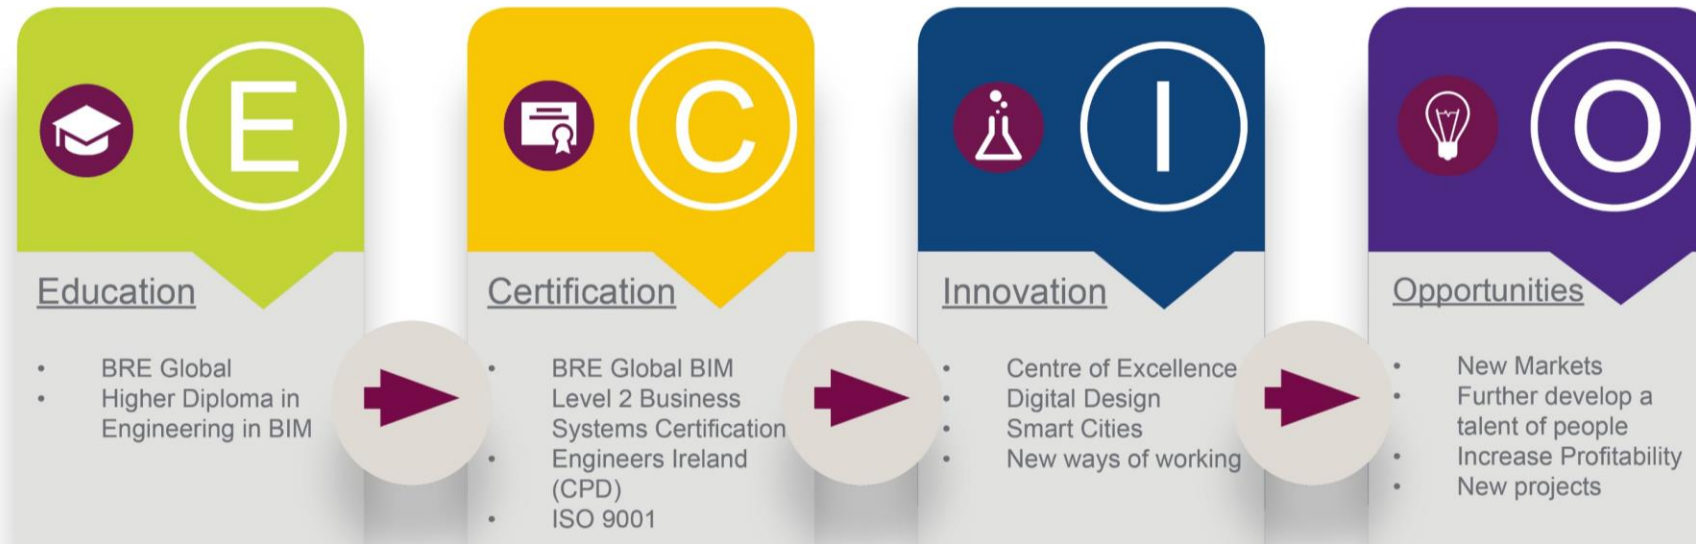 E
Education
• BRE Global
• Higher Diploma in
Engineering in BIM
C
Certification
• BRE Global BIM
Level 2 Business
Systems Certification
• Engineers Ireland
(CPD)
• ISO 9001
I
Innovation
• Centre of Excellence
• Digital Design
• Smart Cities
• New ways of working
O
Opportunities
• New Markets
• Further develop a
talent of people
• Increase Profitability
• New projects